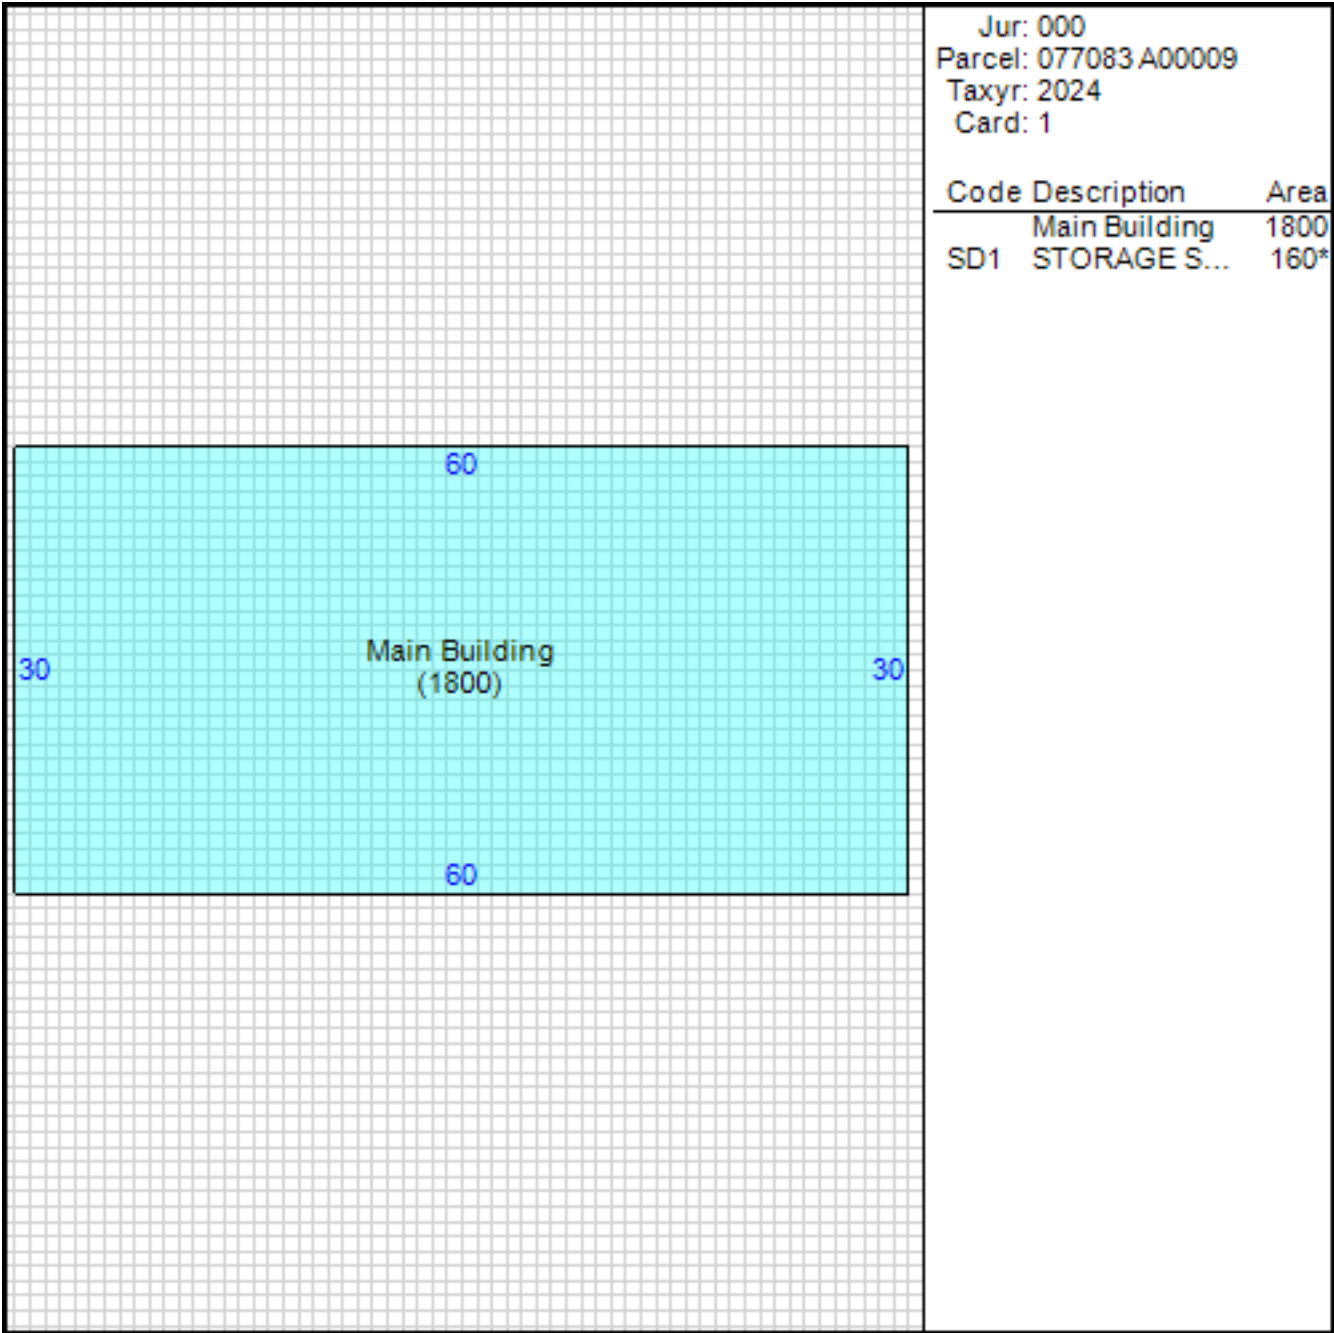 Jur: 000
Parcel: 077083 A00009
Taxyr: 2024
Card: 1
Code Description Area
Main Building 1800
SD1 STORAGE S... 160*
60
Main Building
(1800)
30 30
60